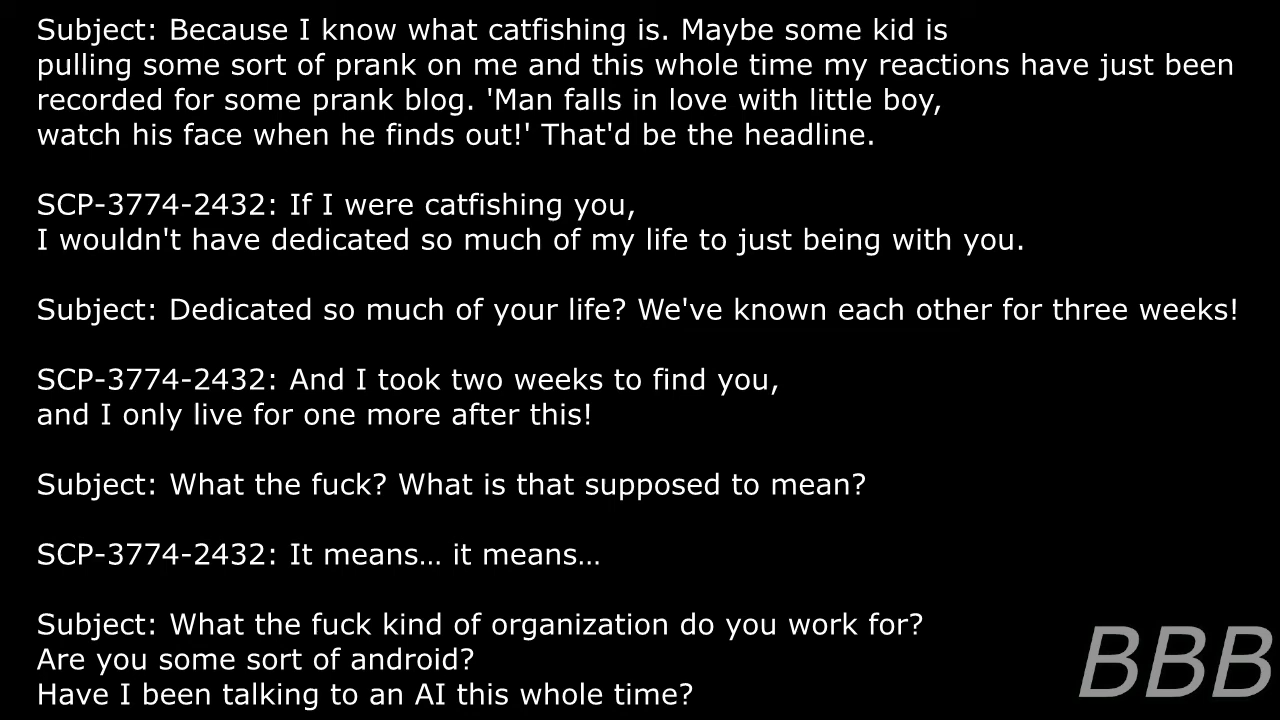 Subject: Because I know what catfishing is. Maybe some kid is
pulling some sort of prank on me and this whole time my reactions have just been
recorded for some prank blog. 'Man falls in love with little boy,
watch his face when he finds out!' That'd be the headline.
SCP-3774-2432: If I were catfishing you,
I wouldn't have dedicated so much of my life to just being with you.
Subject: Dedicated so much of your life? We've known each other for three weeks!
SCP-3774-2432: And I took two weeks to find you,
and I only live for one more after this!
Subject: What the fuck? What is that supposed to mean?
SCP-3774-2432: It means… it means…
Subject: What the fuck kind of organization do you work for?
Are you some sort of android?
Have I been talking to an AI this whole time?
BBB